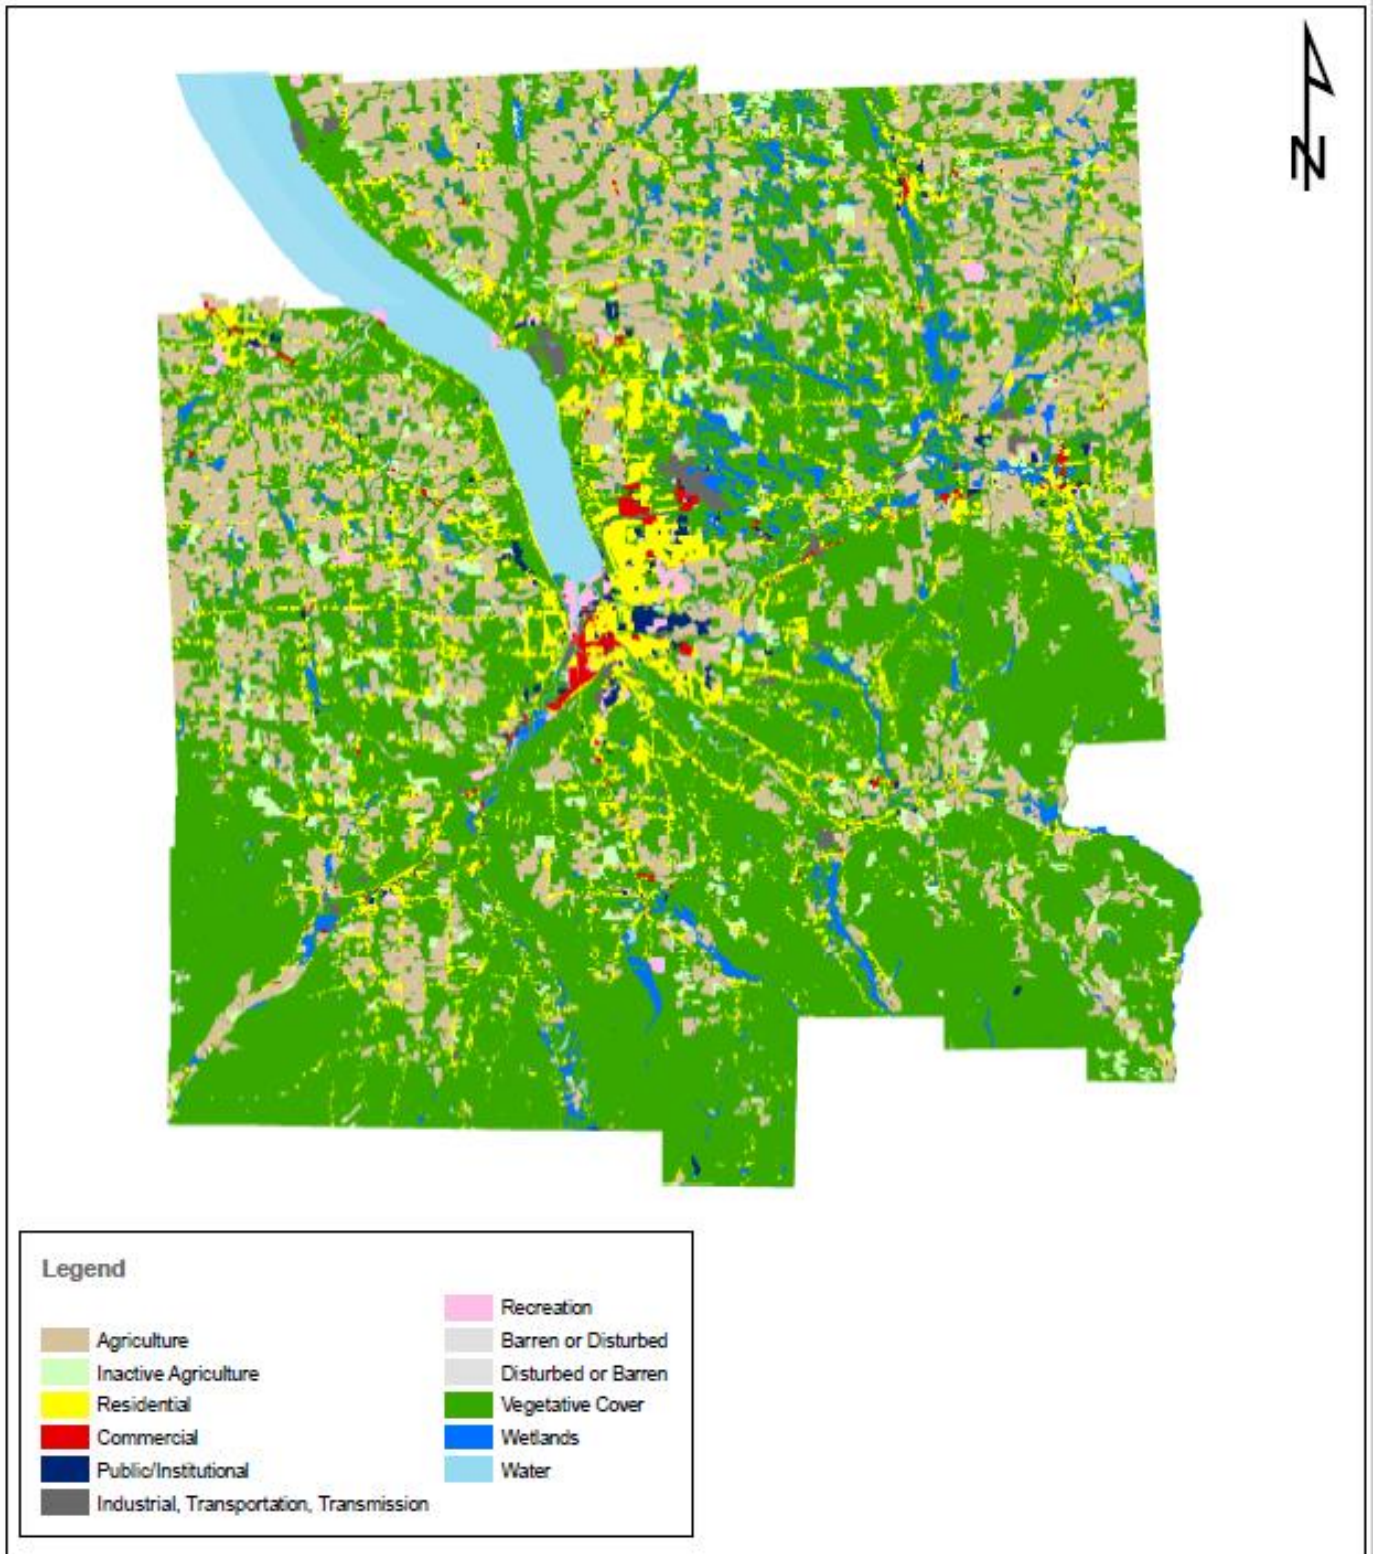 N
Legend
Agriculture
Inactive Agriculture
Residential
Commercial
Public/Institutional
Industrial, Transportation, Transmission
Recreation
Barren or Disturbed
Disturbed or Barren
Vegetative Cover
Wetlands
Water